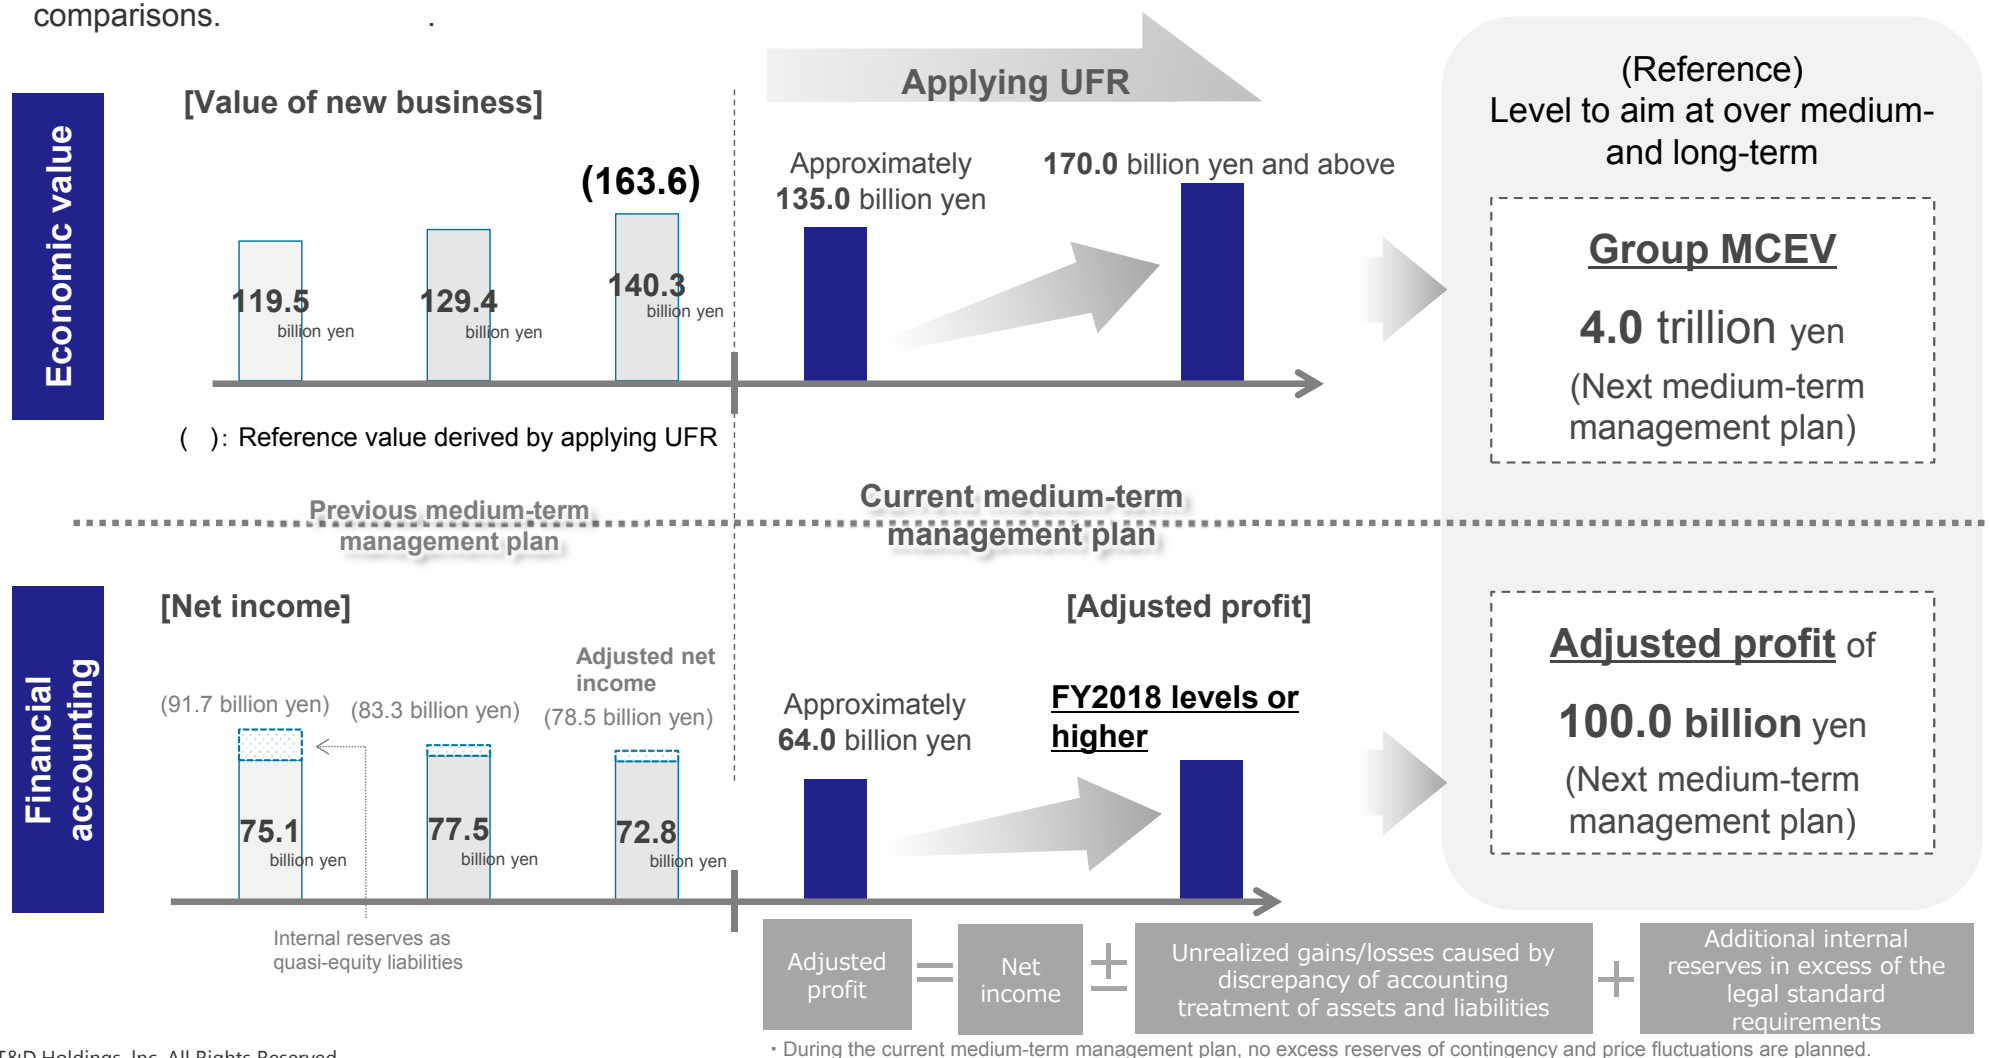 comparisons.
.
Applying UFR
(Reference)
Level to aim at over medium-
and long-term
Economic value
[Value of new business]
(163.6)
119.5
billion yen
129.4
billion yen
140.3
billion yen
Approximately
135.0 billion yen
170.0 billion yen and above
Group MCEV
4.0 trillion yen
(Next medium-term
management plan)
( ): Reference value derived by applying UFR
Previous medium-term
management plan
Current medium-term
management plan
Financial
accounting
[Net income]
[Adjusted profit]
(91.7 billion yen)
(83.3 billion yen)
Adjusted net
income
(78.5 billion yen)
75.1
billion yen
77.5
billion yen
72.8
billion yen
Approximately
64.0 billion yen
FY2018 levels or
higher
Adjusted profit of
100.0 billion yen
(Next medium-term
management plan)
Internal reserves as
quasi-equity liabilities
Adjusted
profit
=
Net
income
±
Unrealized gains/losses caused by
discrepancy of accounting
treatment of assets and liabilities
+
Additional internal
reserves in excess of the
legal standard
requirements
・During the current medium-term management plan, no excess reserves of contingency and price fluctuations are planned.
T&D Holdings, Inc. All Rights Reserved